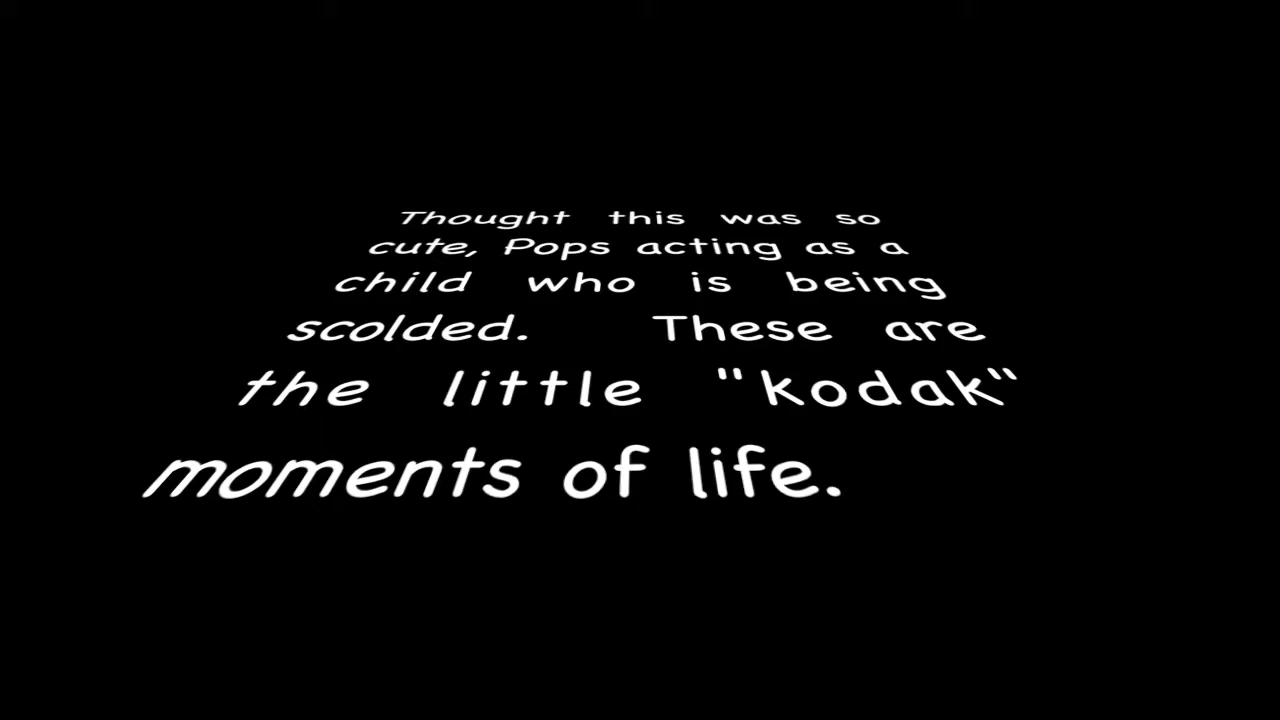 Thought this was so
cute, Pops acting as a
child who is being
scolded. These are
the little "kodak"
moments of life.